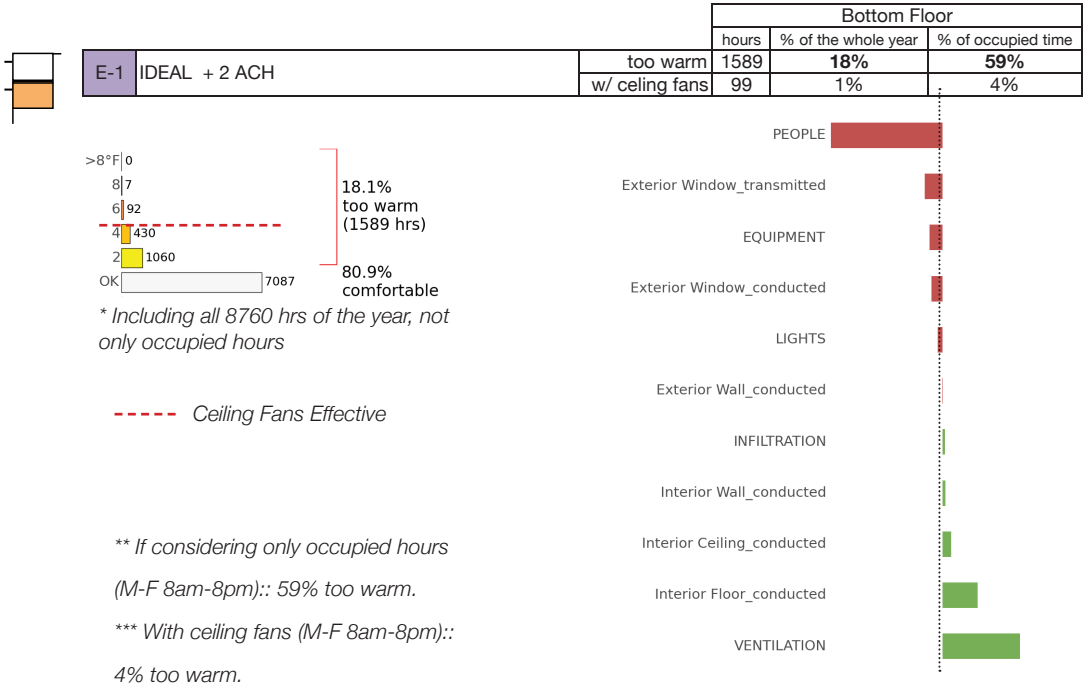 Bottom Floor
hours % of the whole year % of occupied time
E-1 IDEAL + 2 ACH too warm 1589 18% 59%
w/ celing fans 99 1% 4%
>8°F 0
8 7
6 92
4 430
2 1060
OK 7087
18.1%
too warm
(1589 hrs)
80.9%
comfortable
* Including all 8760 hrs of the year, not
only occupied hours
Ceiling Fans Effective
** If considering only occupied hours
(M-F 8am-8pm):: 59% too warm.
*** With ceiling fans (M-F 8am-8pm)::
4% too warm.
PEOPLE
Exterior Window_transmitted
EQUIPMENT
Exterior Window_conducted
LIGHTS
Exterior Wall_conducted
INFILTRATION
Interior Wall_conducted
Interior Ceiling_conducted
Interior Floor_conducted
VENTILATION